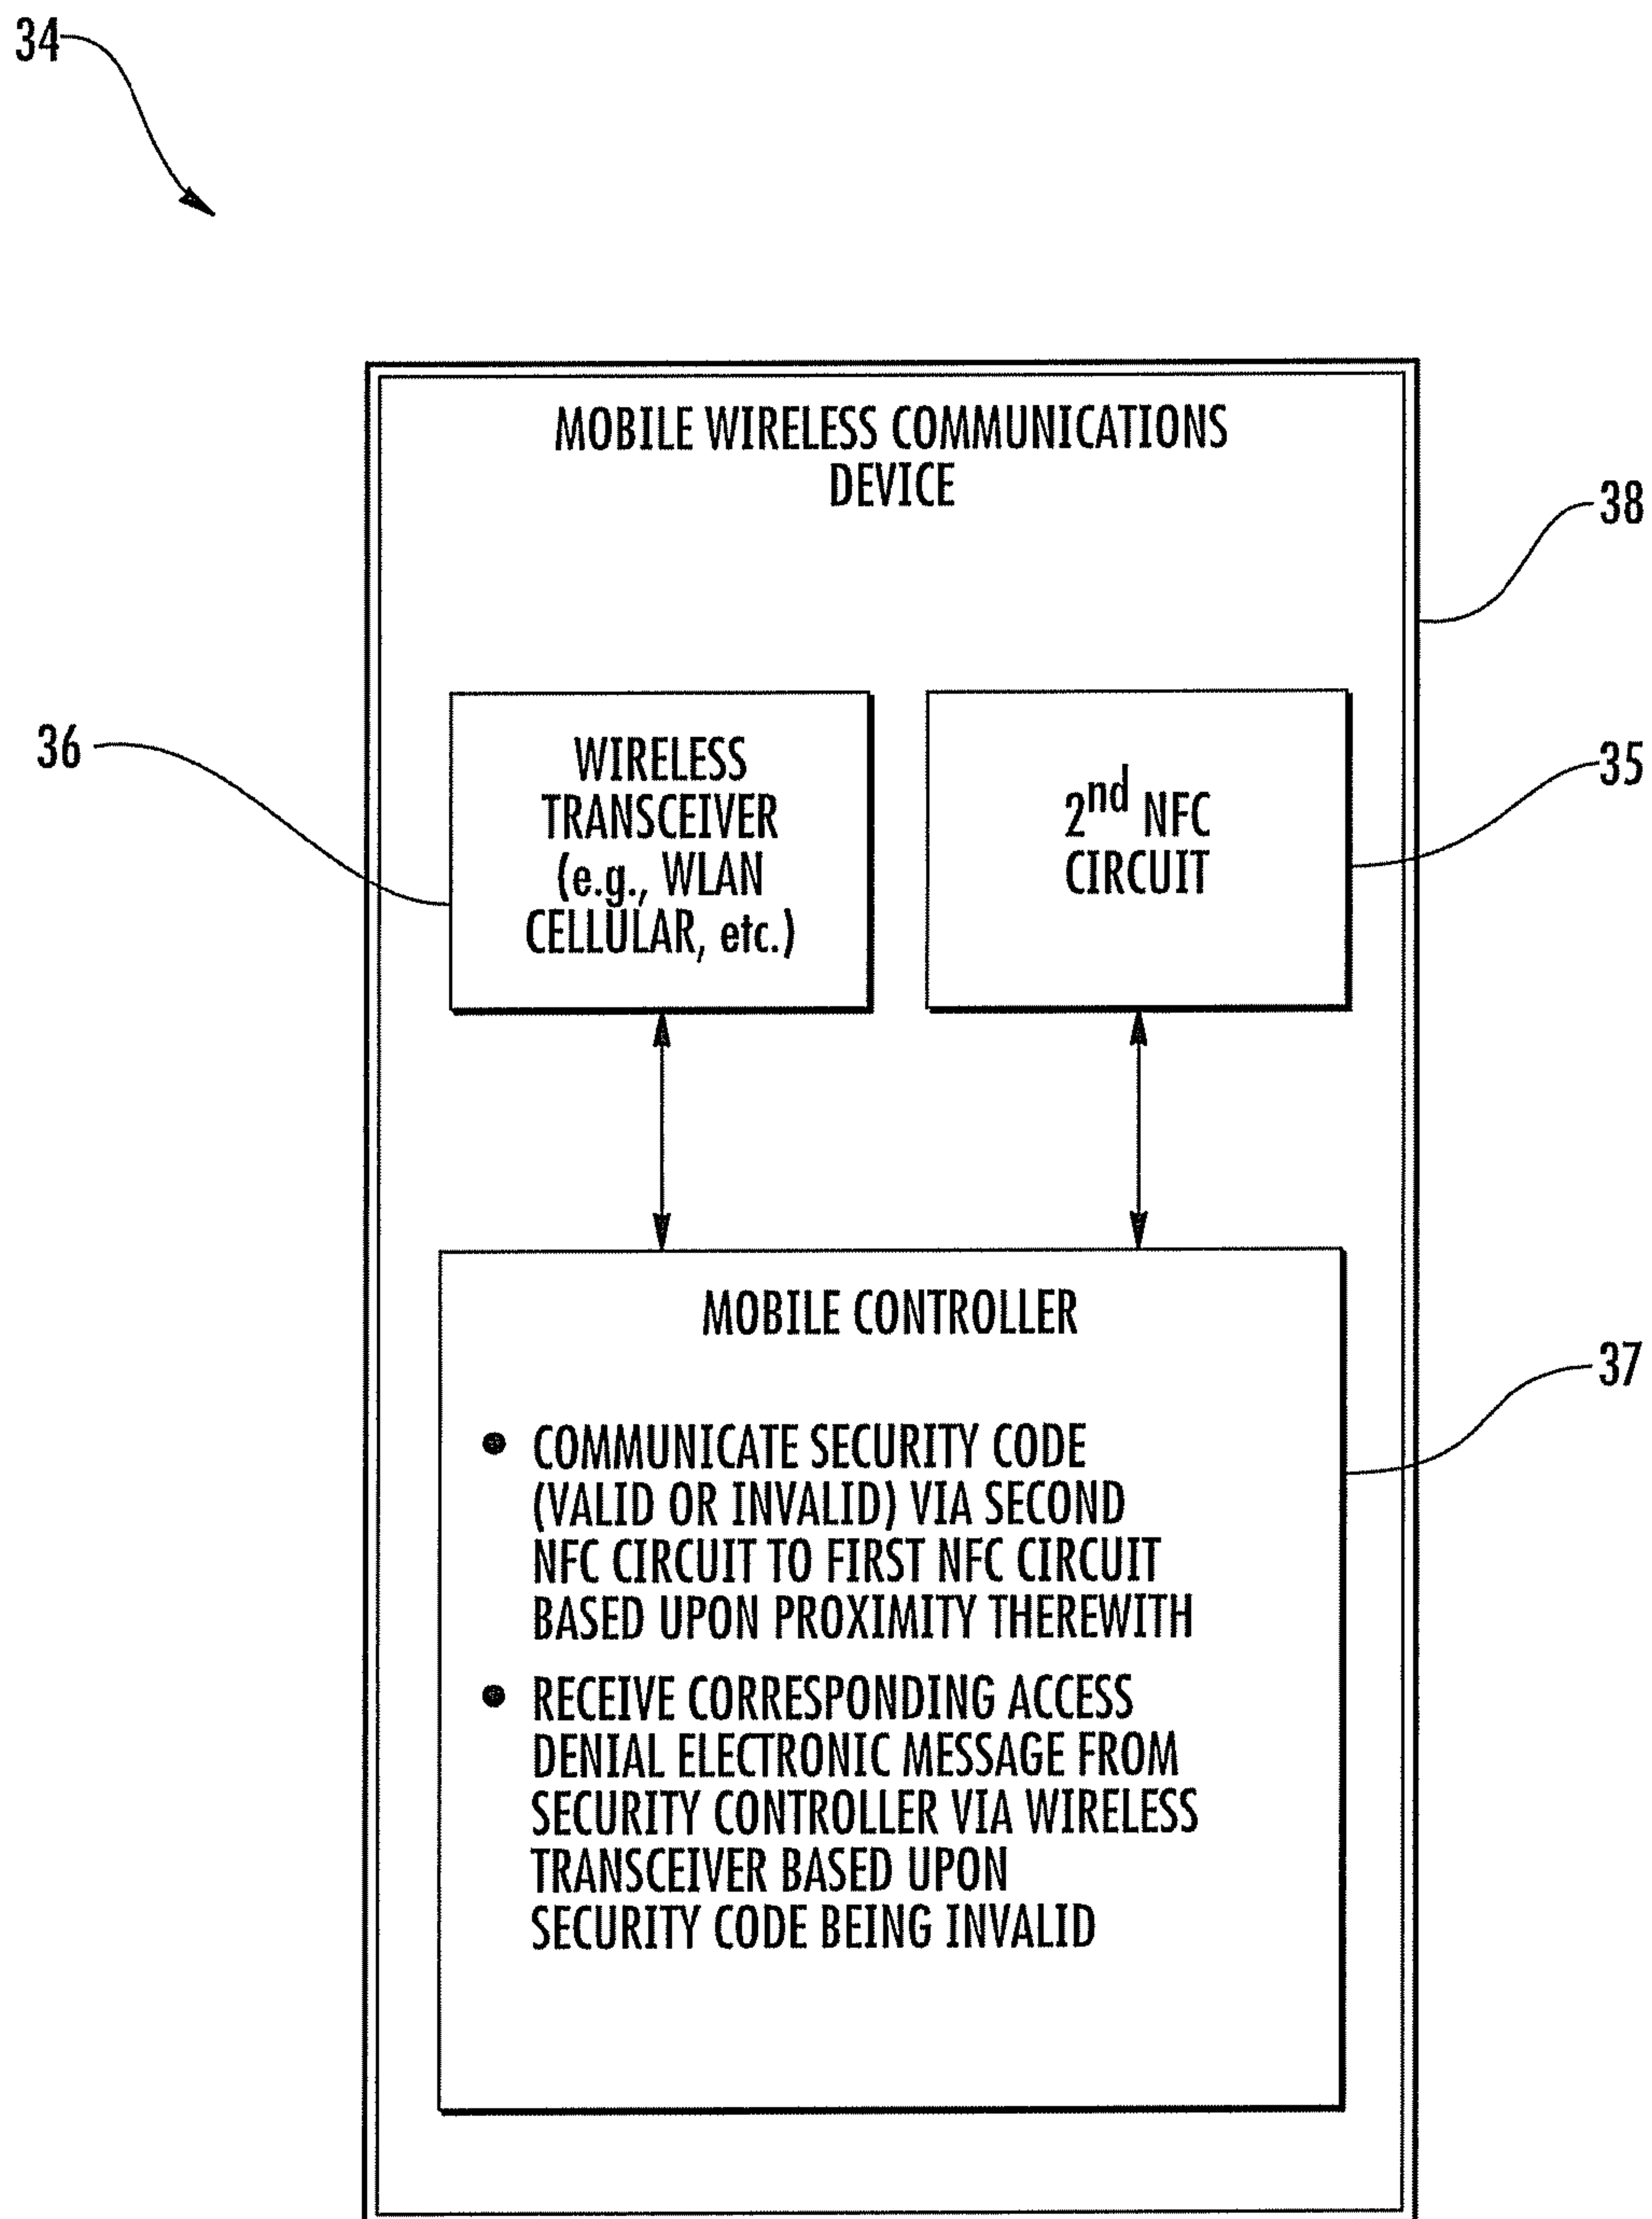 34
MOBILE WIRELESS COMMUNICATIONS
DEVICE
38
36
WIRELESS
TRANSCEIVER
(e.g., WLAN
CELLULAR, etc.)
2nd NFC
CIRCUIT
35
MOBILE CONTROLLER
37
• COMMUNICATE SECURITY CODE
(VALID OR INVALID) VIA SECOND
NFC CIRCUIT TO FIRST NFC CIRCUIT
BASED UPON PROXIMITY THEREWITH
• RECEIVE CORRESPONDING ACCESS
DENIAL ELECTRONIC MESSAGE FROM
SECURITY CONTROLLER VIA WIRELESS
TRANSCEIVER BASED UPON
SECURITY CODE BEING INVALID